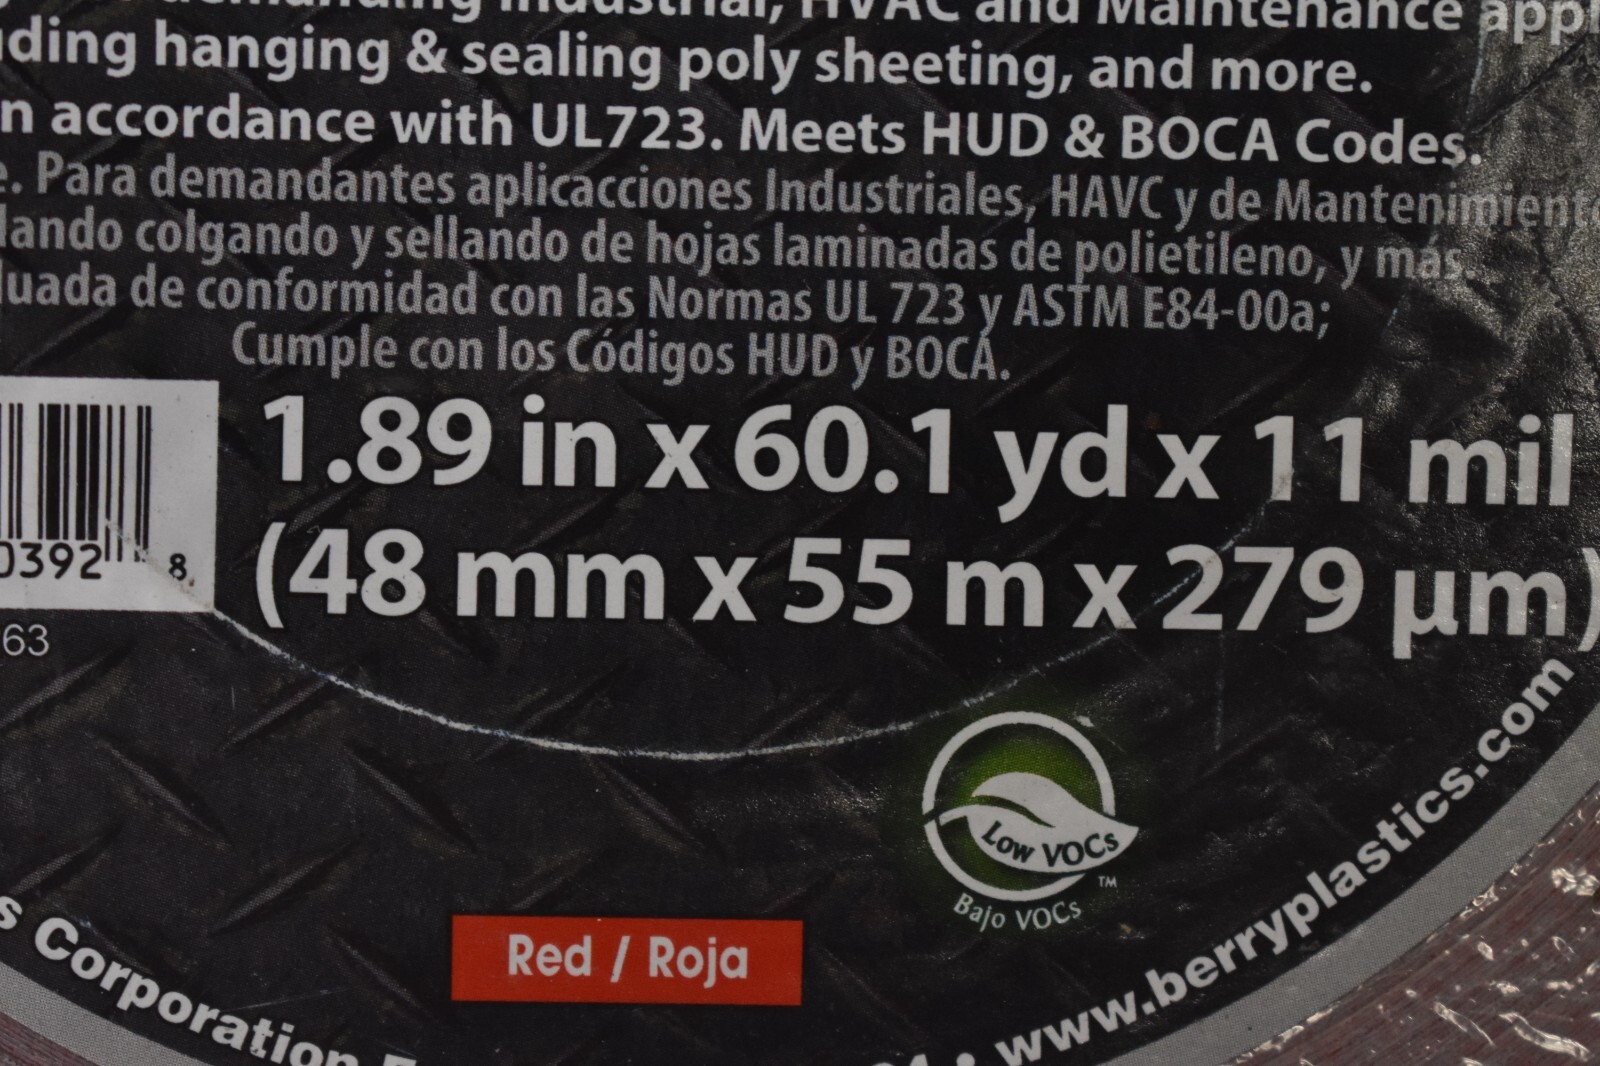 demanding industrial, HVAC and Maintenance appl
ding hanging & sealing poly sheeting, and more.
n accordance with UL723. Meets HUD & BOCA Codes.
e. Para demandantes aplicacciones Industriales, HAVC y de Mantenimient
lando colgando y sellando de hojas laminadas de polietileno, y más.
luada de conformidad con las Normas UL 723 y ASTM E84-00a;
Cumple con los Códigos HUD y BOCA.
1.89 in x 60.1 yd x 11 mil
(48 mm x 55 m x 279 µm)
0392 8
63
Low VOCs
™
Bajo VOCs
Red / Roja
s Corporation
• www.berryplastics.com